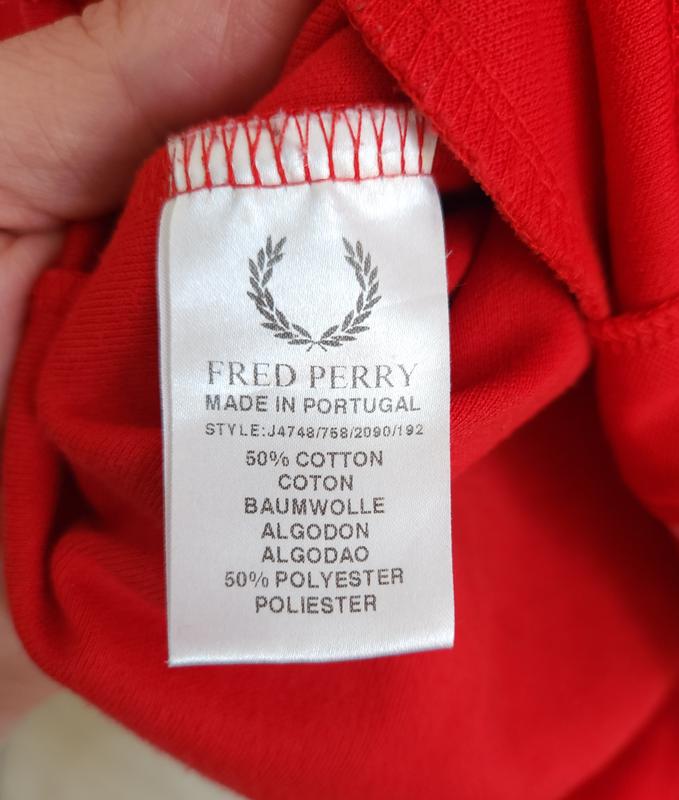 FRED PERRY
MADE IN PORTUGAL
STYLE:J4748/758/2090/192
50% COTTON
COTON
BAUMWOLLE
ALGODON
ALGODAO
50% POLYESTER
POLIESTER